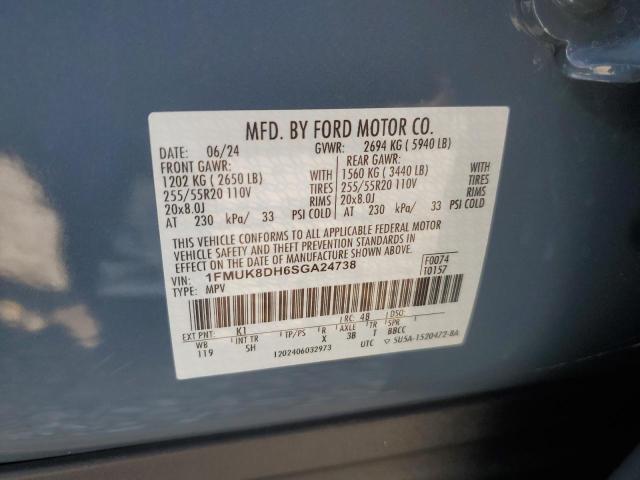 MFD. BY FORD MOTOR CO.
DATE: 06/24 GVWR: 2694 KG ( 5940 LB)
FRONT GAWR: REAR GAWR:
1202 KG ( 2650 LB) WITH 1560 KG ( 3440 LB) WITH
255/55R20 110V TIRES 255/55R20 110V TIRES
20x8.0J RIMS 20x8.0J RIMS
AT 230 kPa/ 33 PSI COLD AT 230 kPa/ 33 PSI COLD
THIS VEHICLE CONFORMS TO ALL APPLICABLE FEDERAL MOTOR
VEHICLE SAFETY AND THEFT PREVENTION STANDARDS IN EFFECT
ON THE DATE OF MANUFACTURE SHOWN ABOVE.
VIN: 1FMUK8DH6SGA24738 F0074
TYPE: MPV T0157
EXT PNT: K1 RC: 48 DSO:
WB INT TR TP/PS R AXLE TR SPR
119 SH X 3B T BBCC
1202406032973 UTC ▽ SU5A-1520472-BA